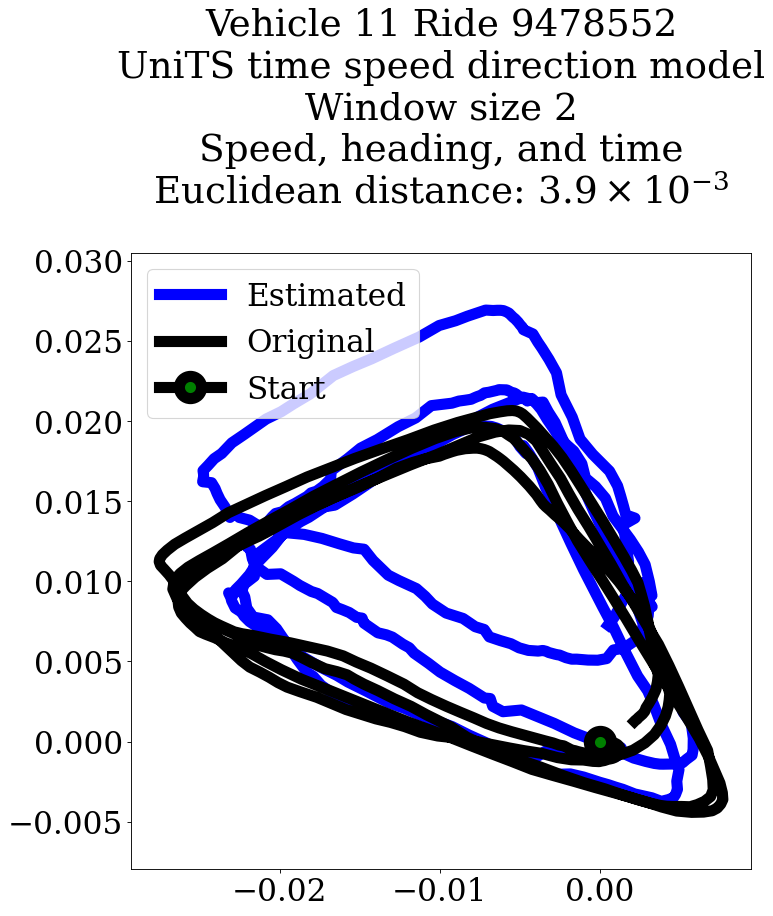 Vehicle 11 Ride 9478552
UniTS time speed direction model
Window size 2
Speed, heading, and time
Euclidean distance: 3.9 × 10⁻³
0.030
Estimated
0.025
Original
0.020
Start
0.015
0.010
0.005
0.000
−0.005
−0.02 −0.01 0.00